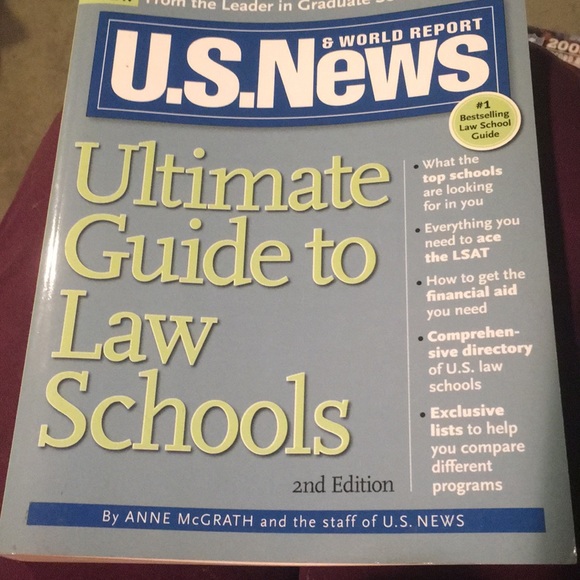 From the Leader in Graduate
U.S.News
& WORLD REPORT
#1
Bestselling
Law School
Guide
Ultimate
Guide to
Law
Schools
2nd Edition
• What the
top schools
are looking
for in you
• Everything you
need to ace
the LSAT
• How to get the
financial aid
you need
• Comprehen-
sive directory
of U.S. law
schools
• Exclusive
lists to help
you compare
different
programs
By ANNE McGRATH and the staff of U.S. NEWS